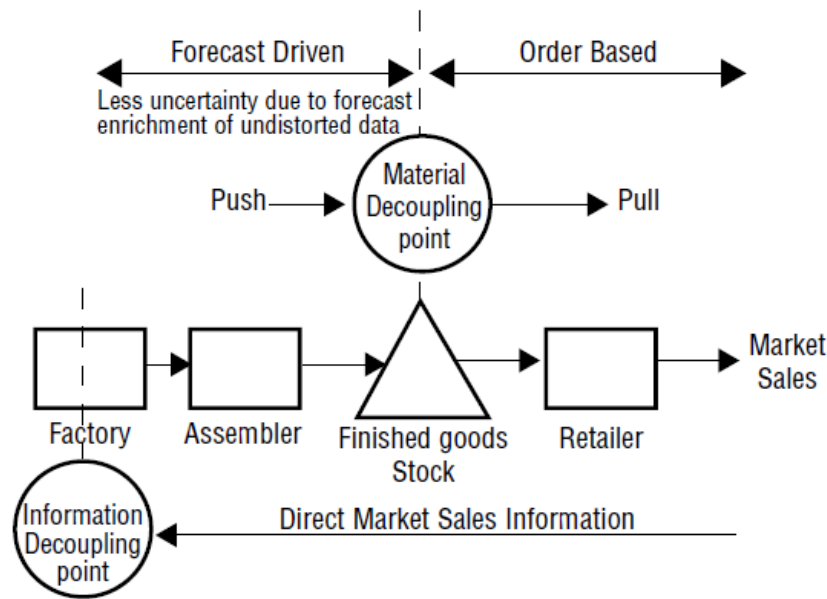 Forecast Driven
Order Based
Less uncertainty due to forecast
enrichment of undistorted data
Push
Material
Decoupling
point
Pull
Market
Sales
Factory
Assembler
Finished goods
Stock
Retailer
Information
Decoupling
point
Direct Market Sales Information